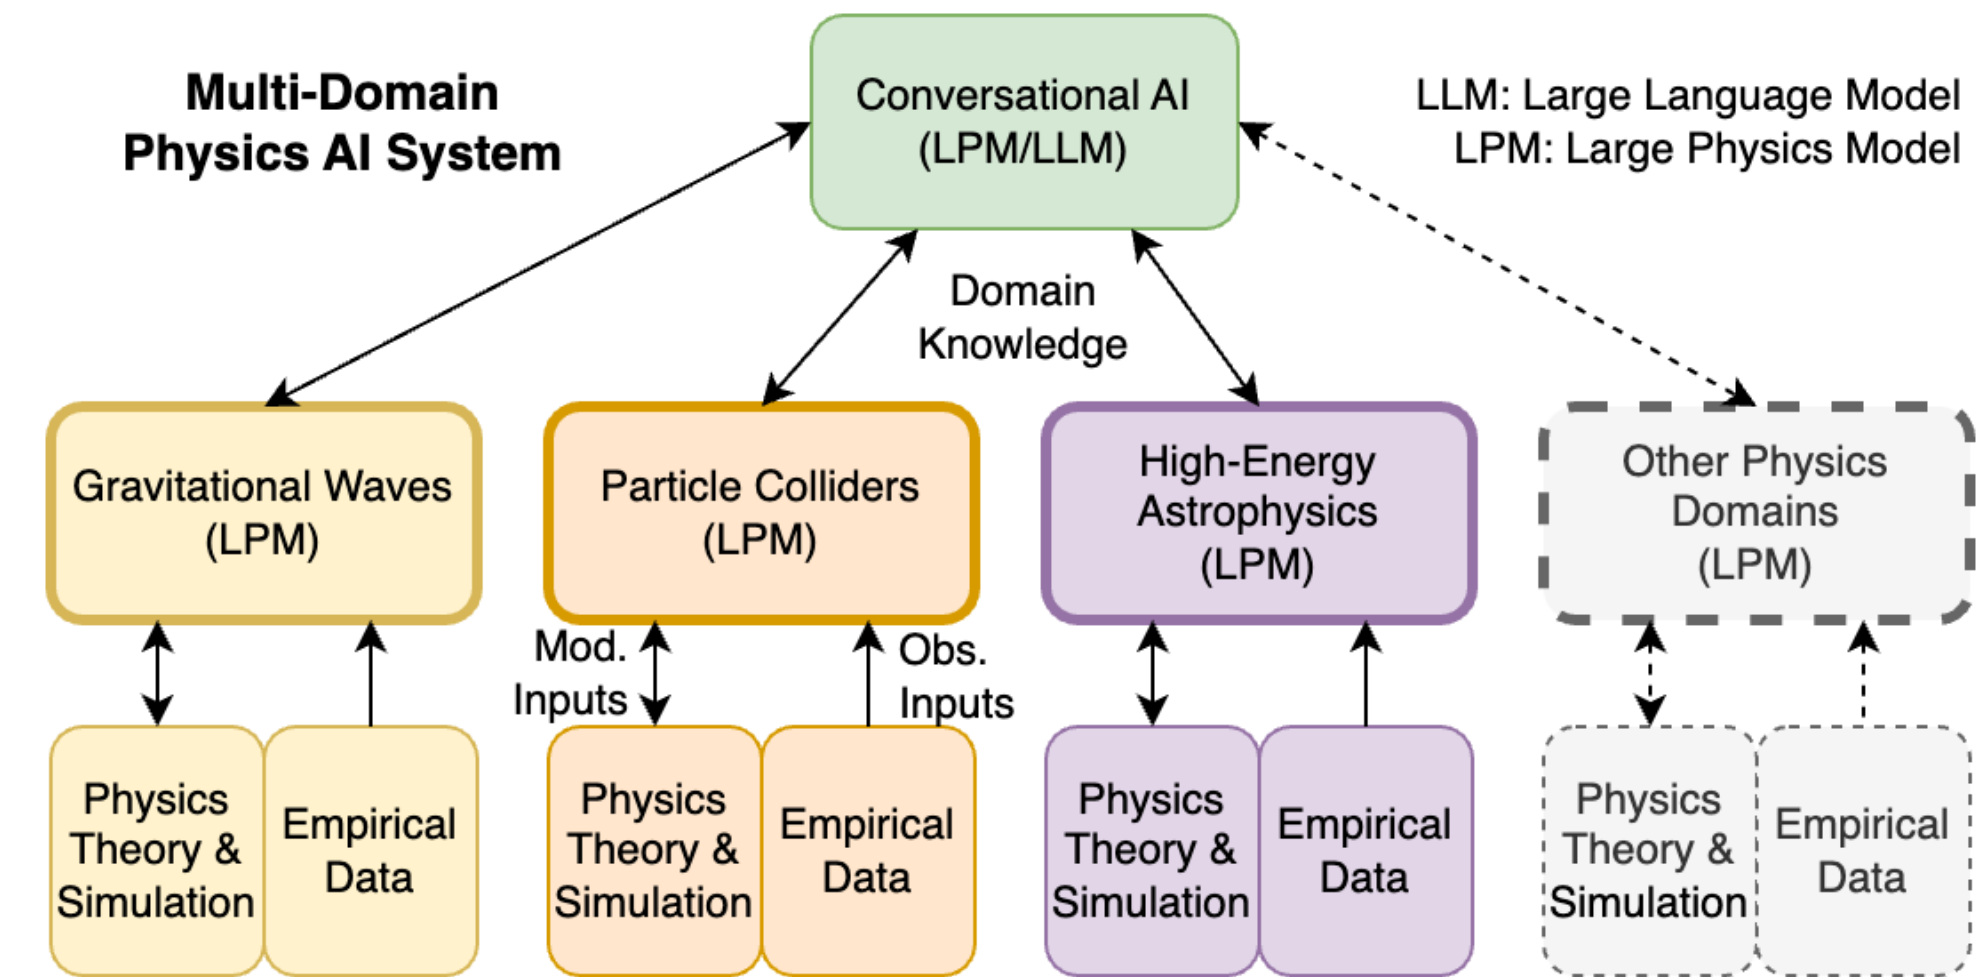 Multi-Domain
Physics AI System
Conversational AI
(LPM/LLM)
LLM: Large Language Model
LPM: Large Physics Model
Domain
Knowledge
Gravitational Waves
(LPM)
Particle Colliders
(LPM)
High-Energy
Astrophysics
(LPM)
Other Physics
Domains
(LPM)
Mod.
Inputs
Obs.
Inputs
Physics
Theory &
Simulation
Empirical
Data
Physics
Theory &
Simulation
Empirical
Data
Physics
Theory &
Simulation
Empirical
Data
Physics
Theory &
Simulation
Empirical
Data